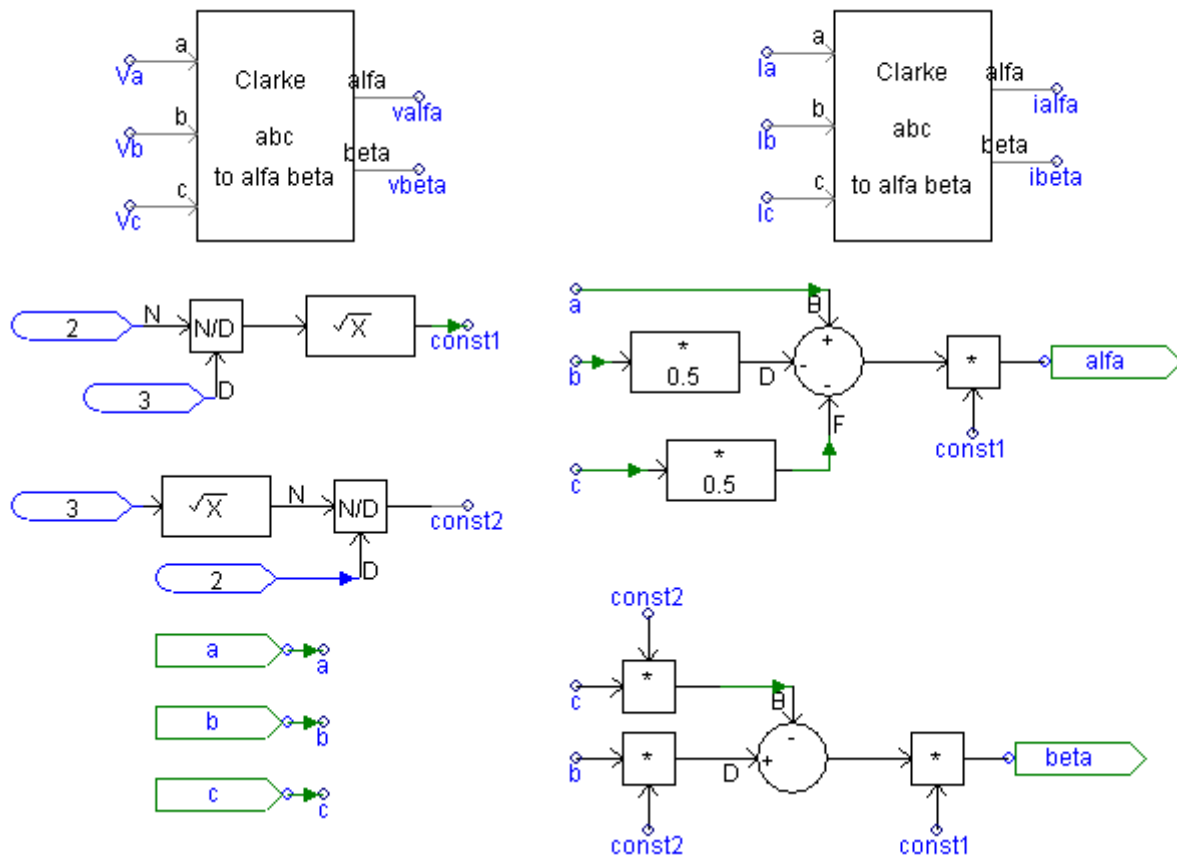 a
Va
b
Vb
c
Vc
Clarke
abc
to alfa beta
alfa
valfa
beta
vbeta
a
Ia
b
Ib
c
Ic
Clarke
abc
to alfa beta
alfa
ialfa
beta
ibeta
2
N
N/D
√X
const1
3
D
3
√X
N
N/D
const2
2
D
a
a
b
b
c
c
a
B
+
b
*
0.5
D
-
-
F
c
*
0.5
*
const1
alfa
const2
c
*
B
-
b
*
D
+
const2
*
const1
beta